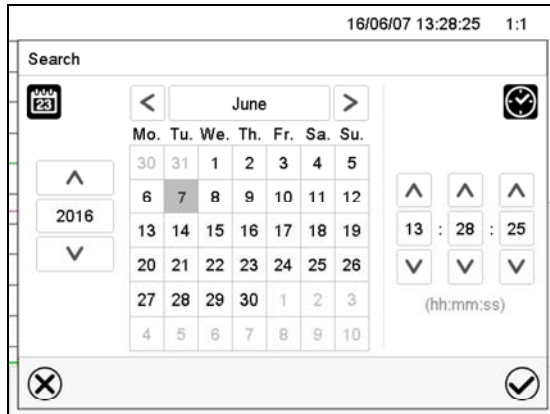 16/06/07 13:28:25 1:1
Search
23
< June >
Mo. Tu. We. Th. Fr. Sa. Su.
30 31 1 2 3 4 5
6 7 8 9 10 11 12
2016
13 14 15 16 17 18 19
13 : 28 : 25
20 21 22 23 24 25 26
27 28 29 30 1 2 3
(hh:mm:ss)
4 5 6 7 8 9 10